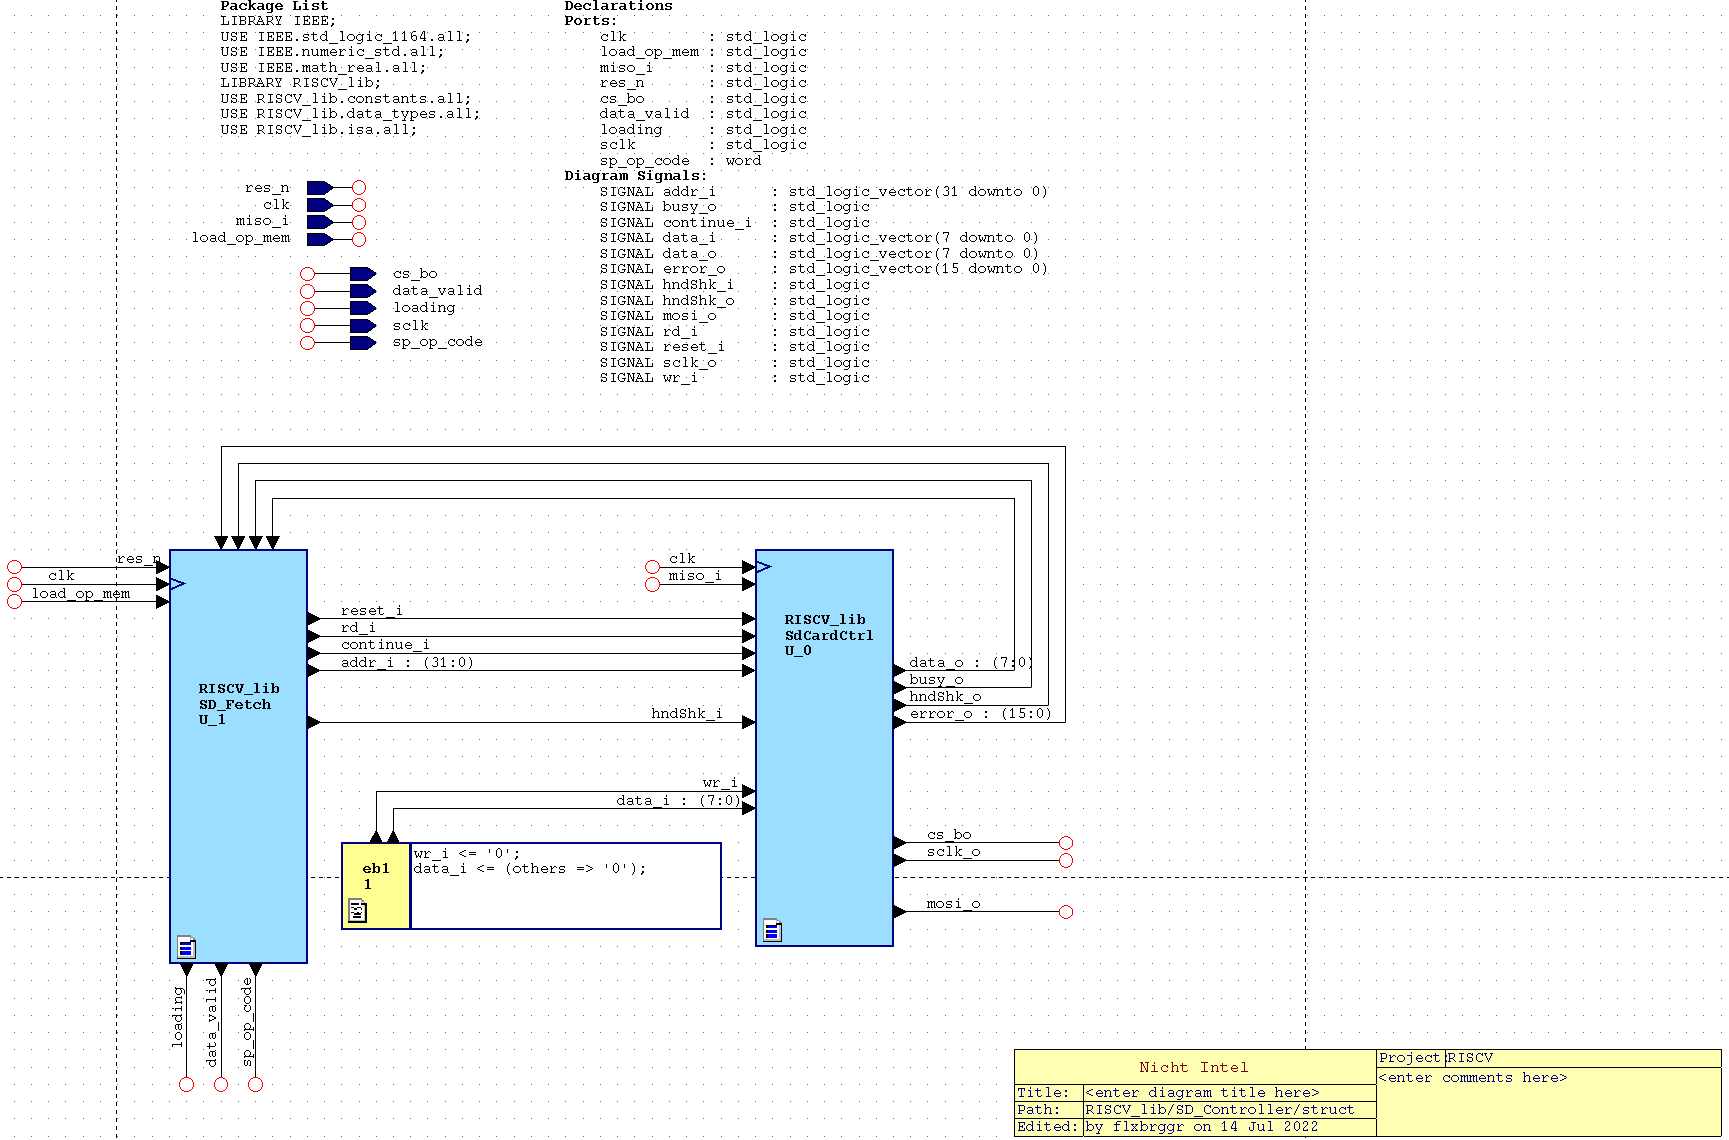 Package List
LIBRARY IEEE;
USE IEEE.std_logic_1164.all;
USE IEEE.numeric_std.all;
USE IEEE.math_real.all;
LIBRARY RISCV_lib;
USE RISCV_lib.constants.all;
USE RISCV_lib.data_types.all;
USE RISCV_lib.isa.all;
Declarations
Ports:
clk : std_logic
load_op_mem : std_logic
miso_i : std_logic
res_n : std_logic
cs_bo : std_logic
data_valid : std_logic
loading : std_logic
sclk : std_logic
sp_op_code : word
Diagram Signals:
SIGNAL addr_i : std_logic_vector(31 downto 0)
SIGNAL busy_o : std_logic
SIGNAL continue_i : std_logic
SIGNAL data_i : std_logic_vector(7 downto 0)
SIGNAL data_o : std_logic_vector(7 downto 0)
SIGNAL error_o : std_logic_vector(15 downto 0)
SIGNAL hndShk_i : std_logic
SIGNAL hndShk_o : std_logic
SIGNAL mosi_o : std_logic
SIGNAL rd_i : std_logic
SIGNAL reset_i : std_logic
SIGNAL sclk_o : std_logic
SIGNAL wr_i : std_logic
res_n
clk
miso_i
load_op_mem
cs_bo
data_valid
loading
sclk
sp_op_code
res_n
clk
load_op_mem
RISCV_lib
SD_Fetch
U_1
reset_i
rd_i
continue_i
addr_i : (31:0)
hndShk_i
wr_i
data_i : (7:0)
clk
miso_i
RISCV_lib
SdCardCtrl
U_0
data_o : (7:0)
busy_o
hndShk_o
error_o : (15:0)
cs_bo
sclk_o
mosi_o
eb1
1
wr_i <= '0';
data_i <= (others => '0');
loading
data_valid
sp_op_code
Nicht Intel
Title: <enter diagram title here>
Path: RISCV_lib/SD_Controller/struct
Edited: by flxbrggr on 14 Jul 2022
Project: RISCV
<enter comments here>